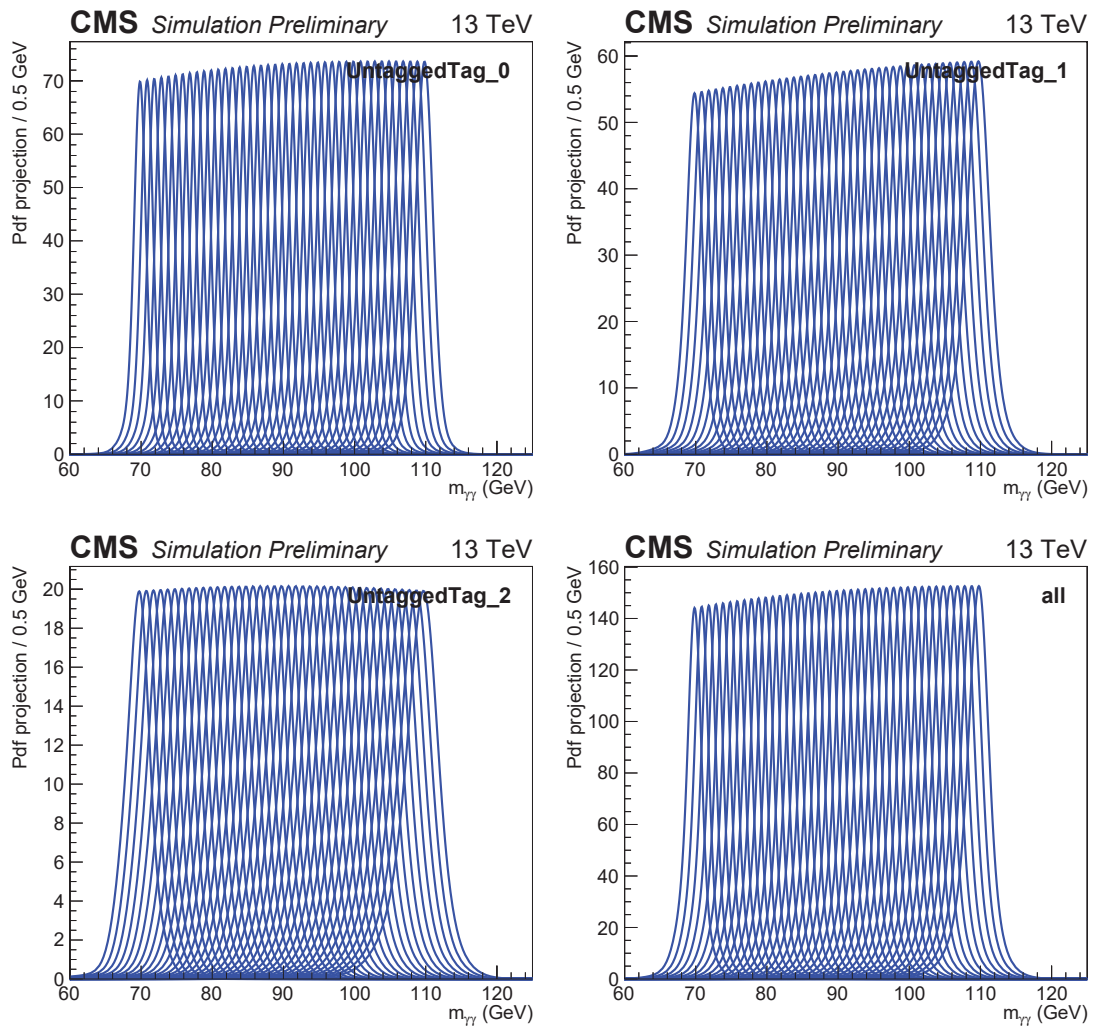 CMS Simulation Preliminary 13 TeV
Pdf projection / 0.5 GeV
UntaggedTag_0
70
60
50
40
30
20
10
0
60 70 80 90 100 110 120
mγγ (GeV)
CMS Simulation Preliminary 13 TeV
Pdf projection / 0.5 GeV
UntaggedTag_1
60
50
40
30
20
10
0
60 70 80 90 100 110 120
mγγ (GeV)
CMS Simulation Preliminary 13 TeV
Pdf projection / 0.5 GeV
UntaggedTag_2
20
18
16
14
12
10
8
6
4
2
0
60 70 80 90 100 110 120
mγγ (GeV)
CMS Simulation Preliminary 13 TeV
Pdf projection / 0.5 GeV
all
160
140
120
100
80
60
40
20
0
60 70 80 90 100 110 120
mγγ (GeV)